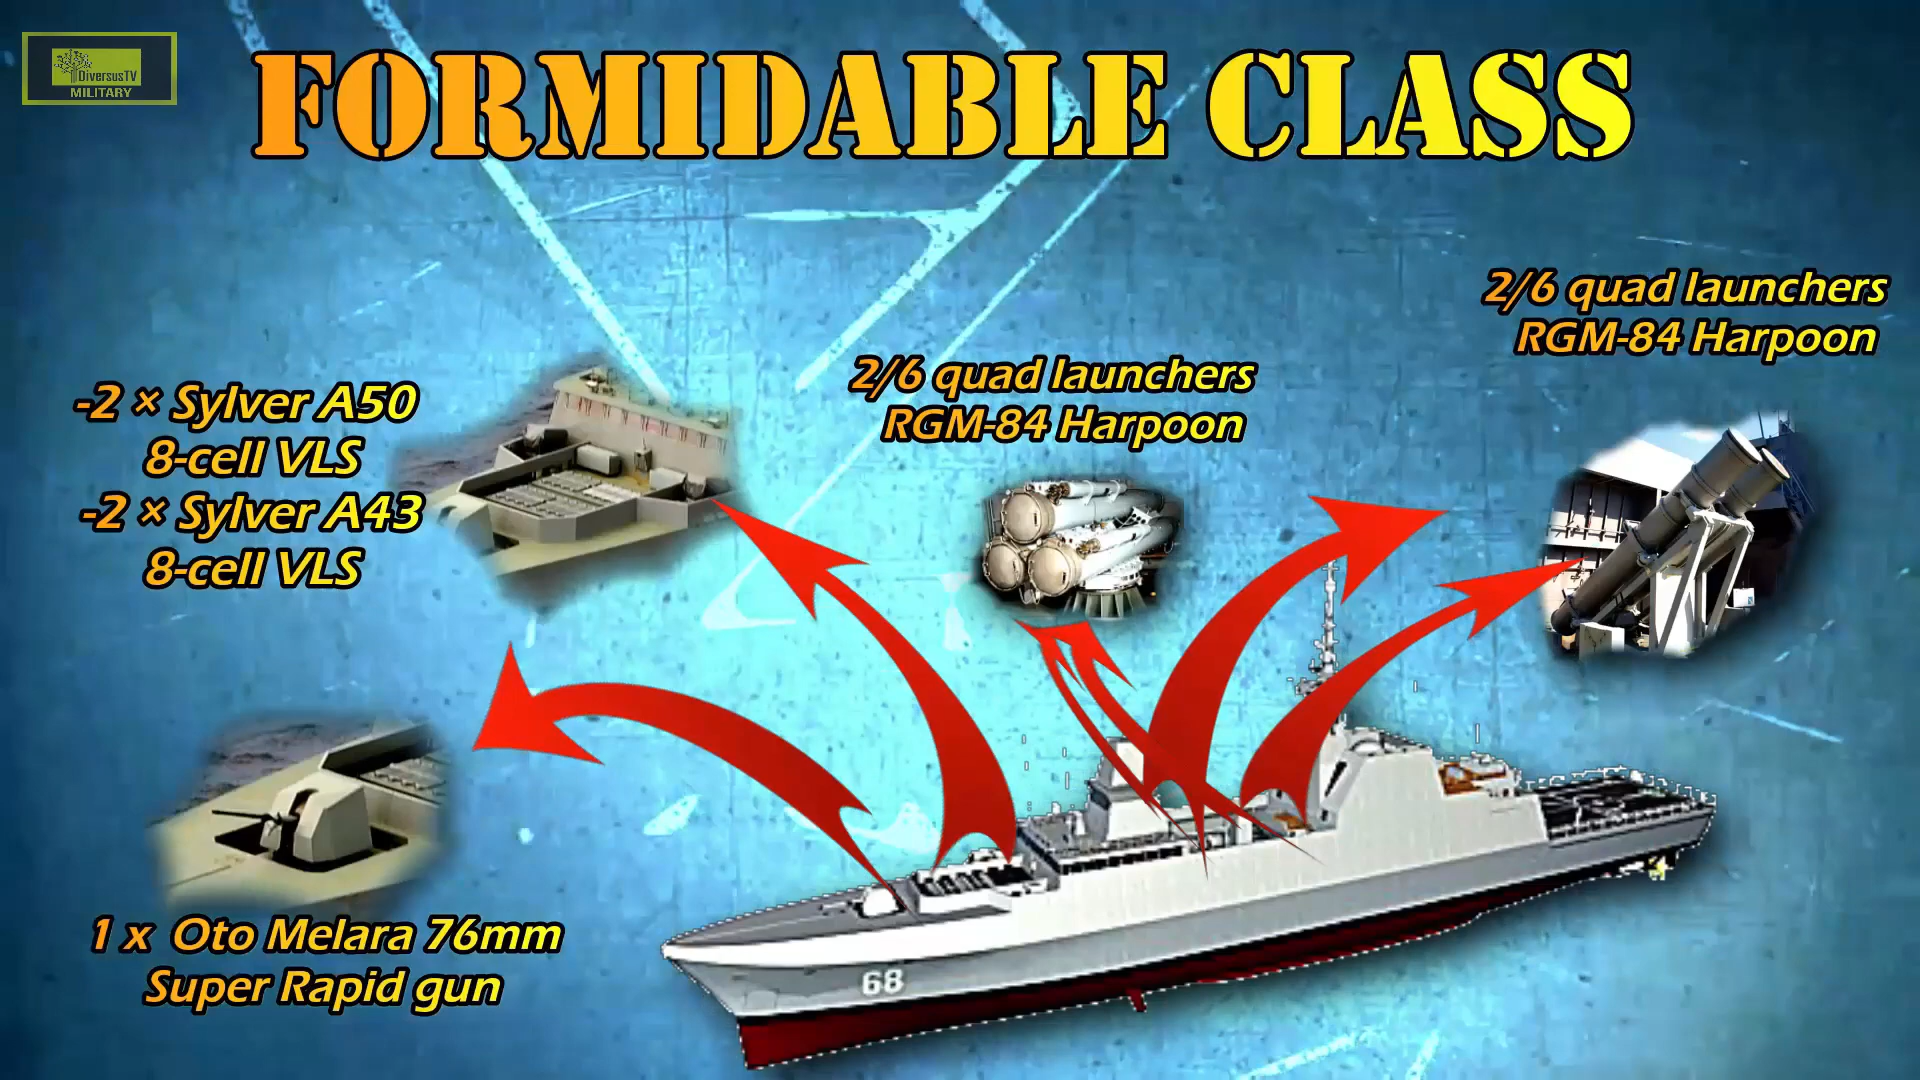 DiversusTV
MILITARY
FORMIDABLE CLASS
2/6 quad launchers
RGM-84 Harpoon
2/6 quad launchers
RGM-84 Harpoon
-2 × Sylver A50
8-cell VLS
-2 × Sylver A43
8-cell VLS
1 x Oto Melara 76mm
Super Rapid gun
68